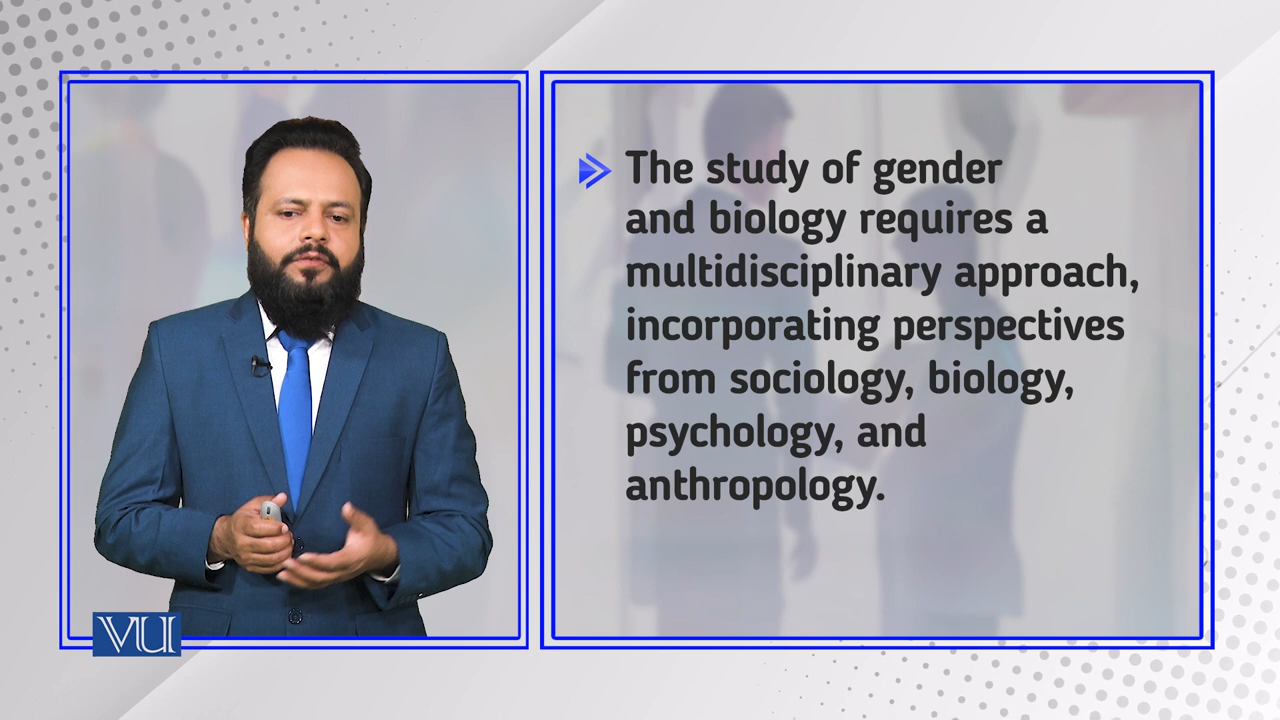 The study of gender
and biology requires a
multidisciplinary approach,
incorporating perspectives
from sociology, biology,
psychology, and
anthropology.
VU